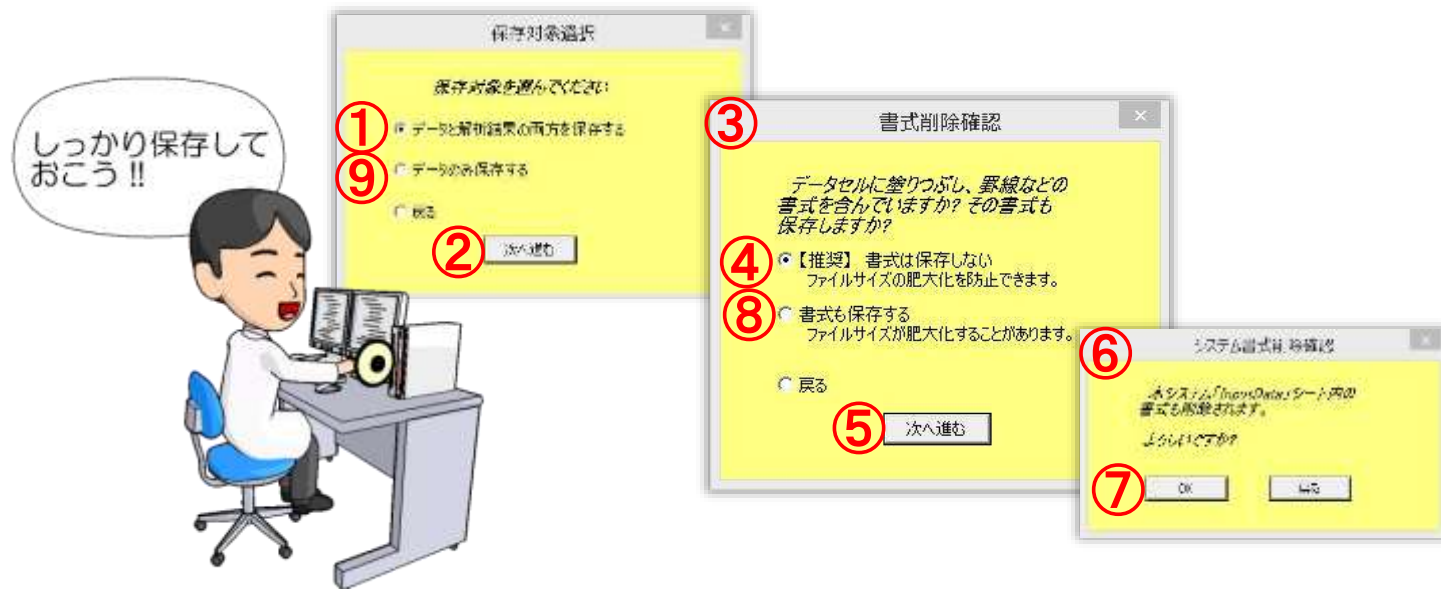 しっかり保存して
おこう!!
保存対象選択
保存対象を選んでください
① データと解析結果の両方を保存する
⑨ データのみ保存する
戻る
② 次へ進む
③ 書式削除確認
データセルに塗りつぶし、罫線などの
書式を含んでいますか? その書式も
保存しますか?
④ 【推奨】 書式は保存しない
ファイルサイズの肥大化を防止できます。
⑧ 書式も保存する
ファイルサイズが肥大化することがあります。
戻る
⑤ 次へ進む
⑥ システム書式削除確認
本システム「InputData」シート内の
書式も削除されます。
よろしいですか?
⑦ OK
戻る